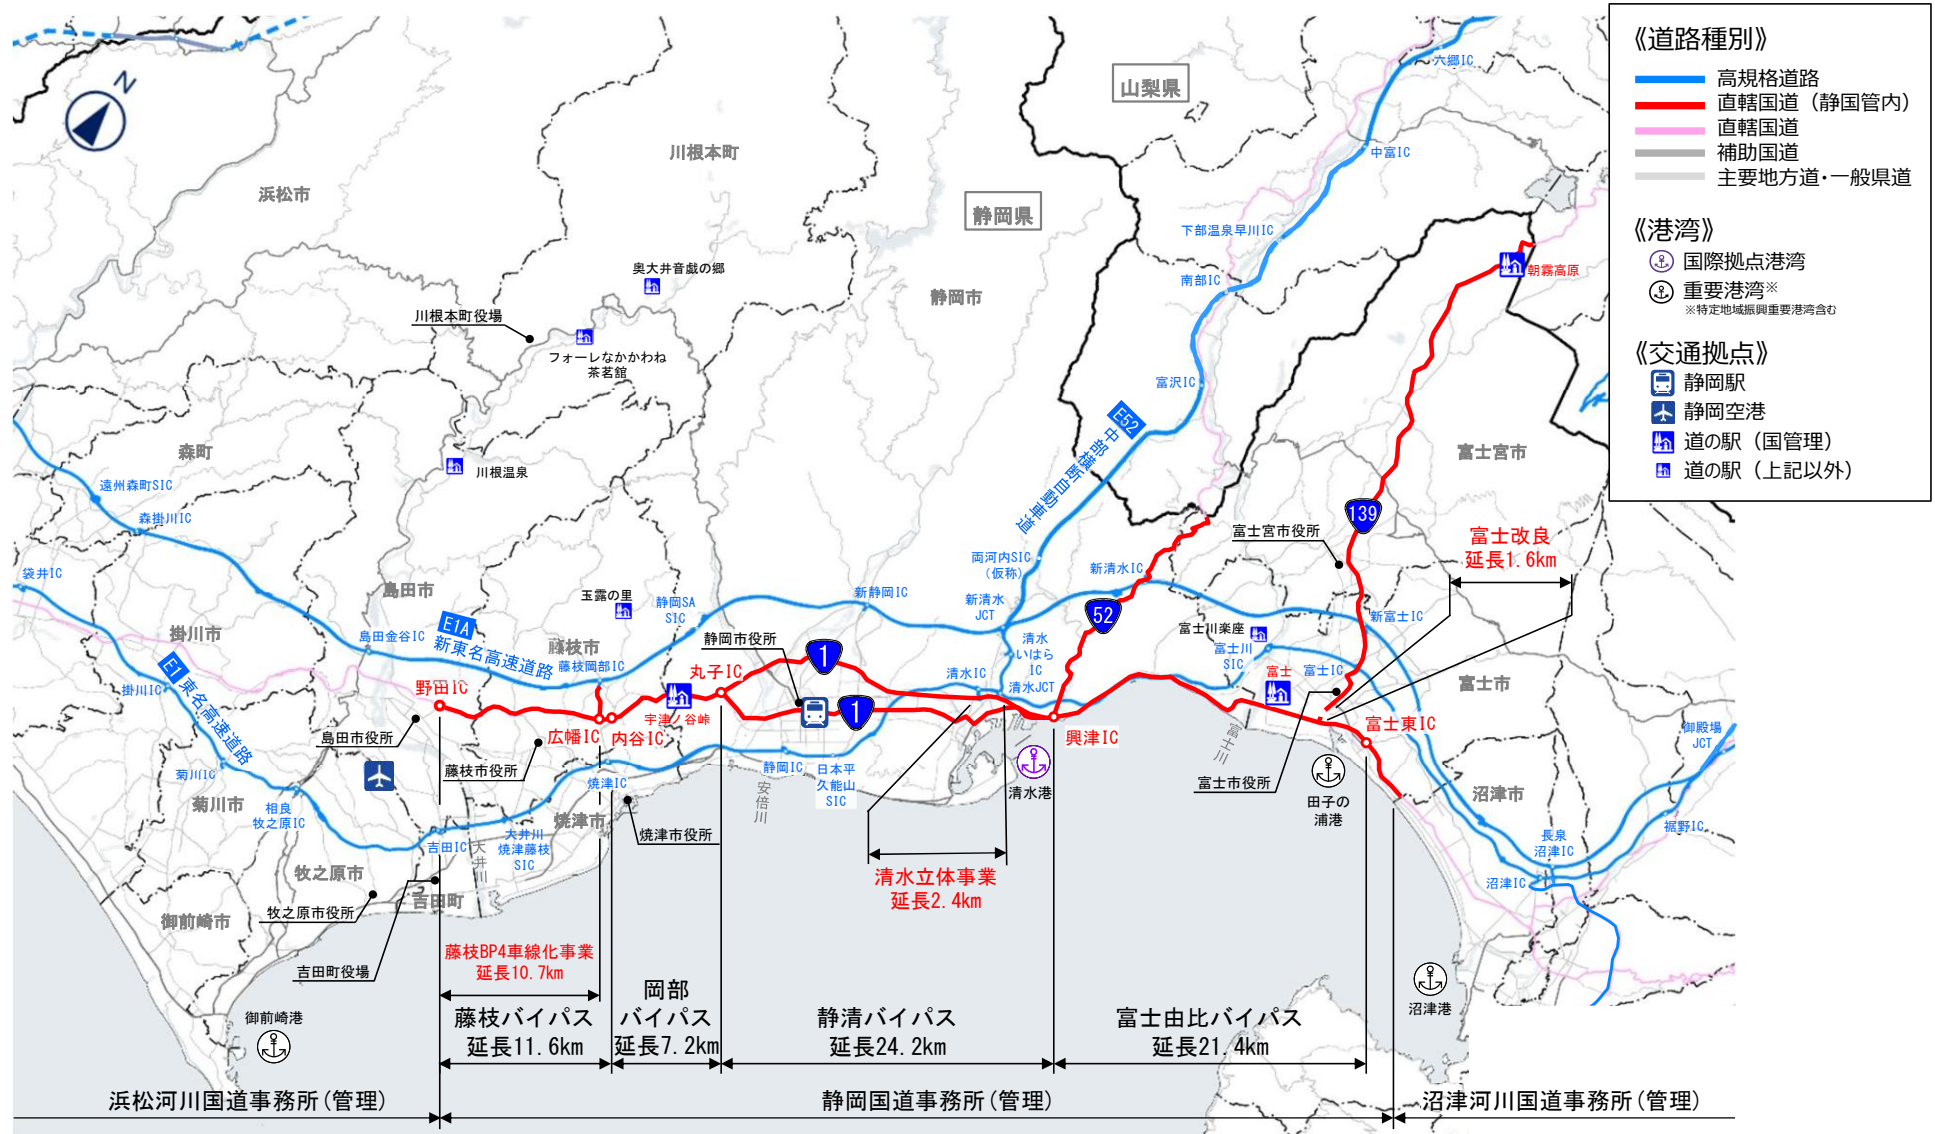 《道路種別》
高規格道路
直轄国道（静国管内）
直轄国道
補助国道
主要地方道・一般県道
《港湾》
国際拠点港湾
重要港湾※
※特定地域振興重要港湾含む
《交通拠点》
静岡駅
静岡空港
道の駅（国管理）
道の駅（上記以外）
N
山梨県
静岡県
六郷IC
中富IC
下部温泉早川IC
南部IC
富沢IC
朝霧高原
川根本町
浜松市
静岡市
奥大井音戯の郷
川根本町役場
フォーレなかかわね
茶茗館
川根温泉
森町
遠州森町SIC
森掛川IC
袋井IC
E52
中部横断自動車道
富士宮市
139
富士宮市役所
富士改良
延長1.6km
両河内SIC
（仮称）
新清水IC
新清水
JCT
52
島田市
玉露の里
静岡SA
SIC
新静岡IC
静岡市役所
掛川市
島田金谷IC
E1A
新東名高速道路
藤枝市
藤枝岡部IC
E1
東名高速道路
掛川IC
野田IC
丸子IC
1
1
清水IC
清水
いはら
IC
清水JCT
富士川楽座
富士川
SIC
富士
富士IC
新富士IC
富士市
御殿場
JCT
島田市役所
広幡IC
内谷IC
宇津ノ谷峠
興津IC
富士川
富士東IC
富士市役所
田子の
浦港
沼津市
裾野IC
長泉
沼津IC
沼津IC
菊川IC
菊川市
相良
牧之原IC
藤枝市役所
焼津IC
焼津市
焼津市役所
静岡IC
安倍川
日本平
久能山
SIC
清水港
吉田IC
大井川
大井川
焼津藤枝
SIC
牧之原市
吉田町
牧之原市役所
御前崎市
吉田町役場
御前崎港
沼津港
清水立体事業
延長2.4km
藤枝BP4車線化事業
延長10.7km
藤枝バイパス
延長11.6km
岡部
バイパス
延長7.2km
静清バイパス
延長24.2km
富士由比バイパス
延長21.4km
浜松河川国道事務所(管理)
静岡国道事務所(管理)
沼津河川国道事務所(管理)